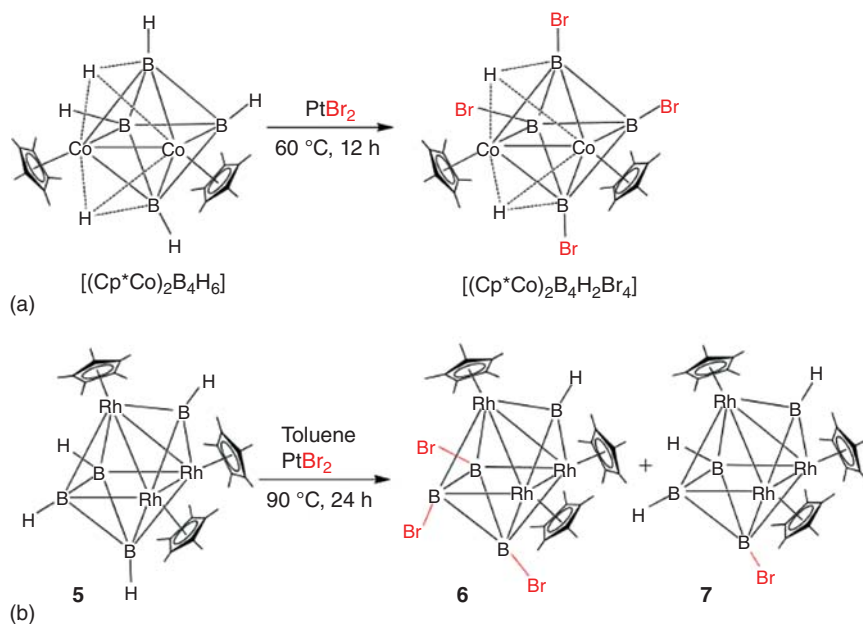 H
H
B
H
H
B
B
Co
Co
H
B
H
[(Cp*Co)₂B₄H₆]
PtBr₂
60 °C, 12 h
Br
H
B
Br
Br
B
B
Co
Co
H
B
Br
[(Cp*Co)₂B₄H₂Br₄]
(a)
H
Rh
B
H
B
Rh
B
Rh
H
B
H
5
Toluene
PtBr₂
90 °C, 24 h
H
Rh
B
Br
B
Rh
B
Rh
Br
B
Br
6
+
H
Rh
B
H
B
Rh
B
Rh
H
B
Br
7
(b)